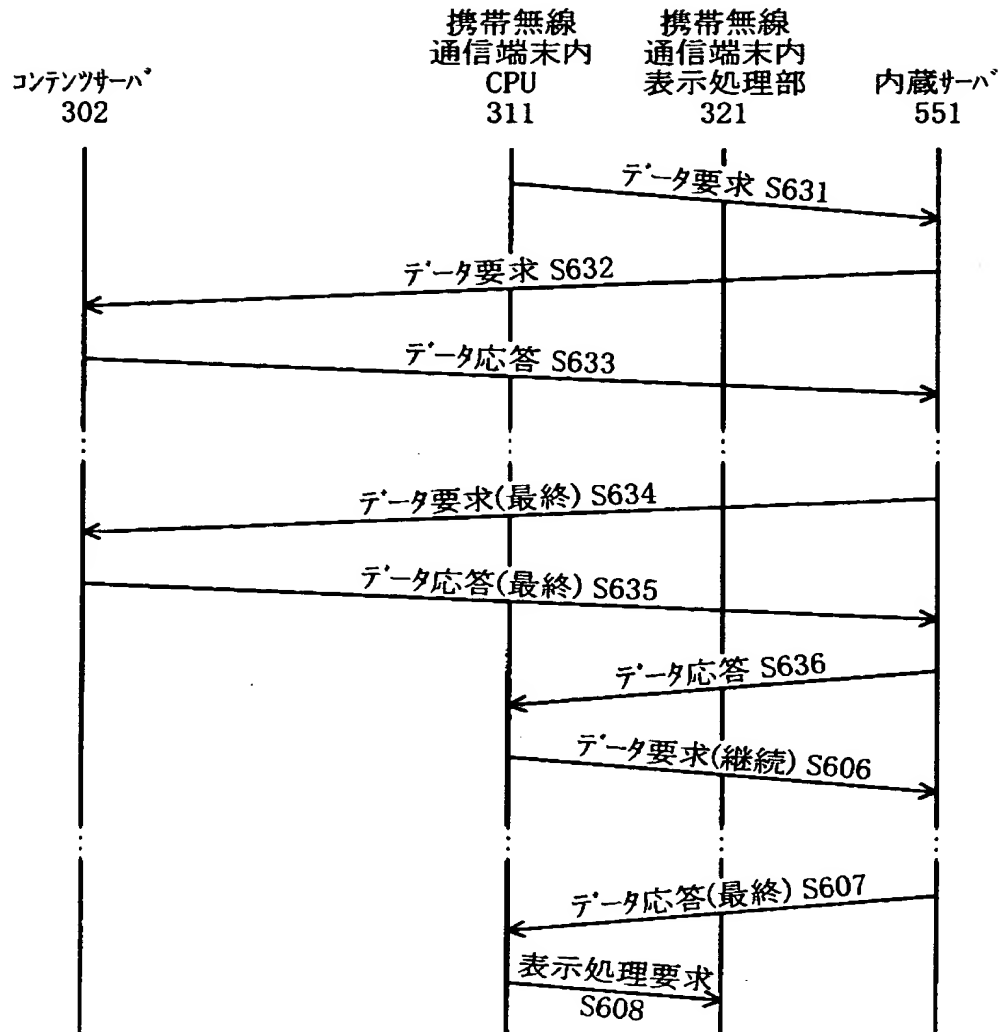 コンテンツサーバ
302
携帯無線
通信端末内
CPU
311
携帯無線
通信端末内
表示処理部
321
内蔵サーバ
551
データ要求 S631
データ要求 S632
データ応答 S633
データ要求(最終) S634
データ応答(最終) S635
データ応答 S636
データ要求(継続) S606
データ応答(最終) S607
表示処理要求
S608